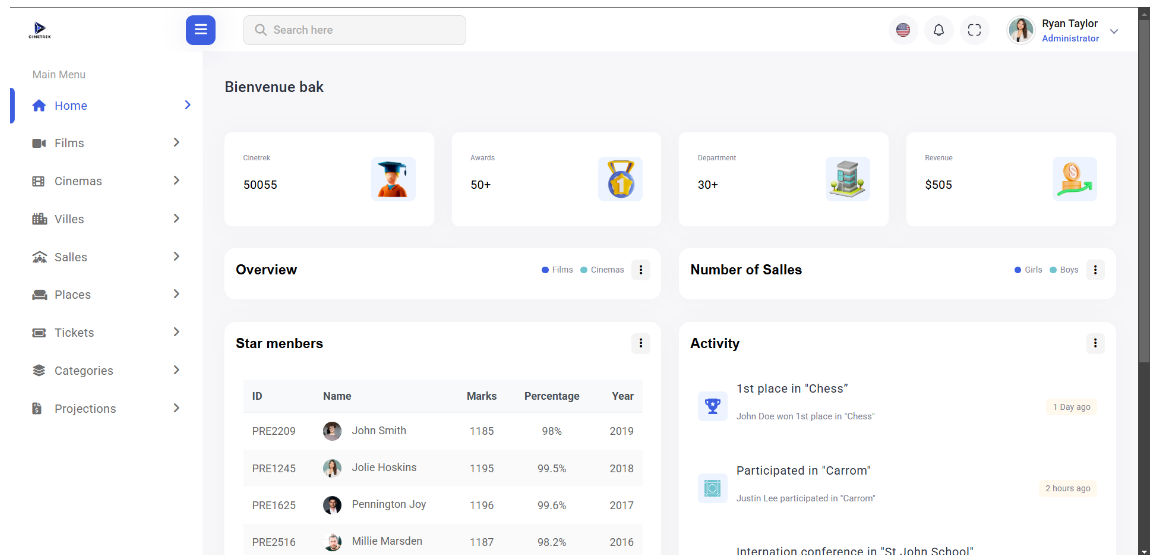 CINETREK
Search here
Ryan Taylor
Administrator
Main Menu
Home
Films
Cinemas
Villes
Salles
Places
Tickets
Categories
Projections
Bienvenue bak
Cinetrek
50055
Awards
50+
Department
30+
Revenue
$505
Overview
Films Cinemas
Number of Salles
Girls Boys
Star menbers
ID Name Marks Percentage Year
PRE2209 John Smith 1185 98% 2019
PRE1245 Jolie Hoskins 1195 99.5% 2018
PRE1625 Pennington Joy 1196 99.6% 2017
PRE2516 Millie Marsden 1187 98.2% 2016
Activity
1st place in "Chess”
John Doe won 1st place in "Chess"
1 Day ago
Participated in "Carrom"
Justin Lee participated in "Carrom"
2 hours ago
Internation conference in "St.John School"